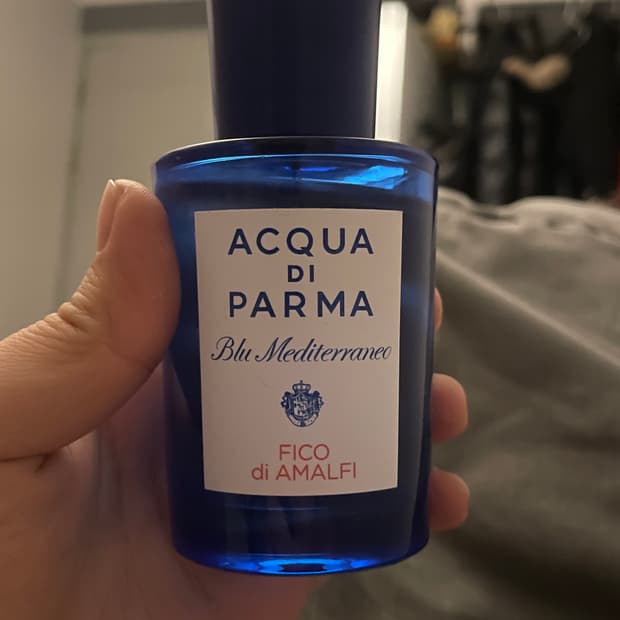 ACQUA
DI
PARMA
Blu Mediterraneo
FICO
di AMALFI